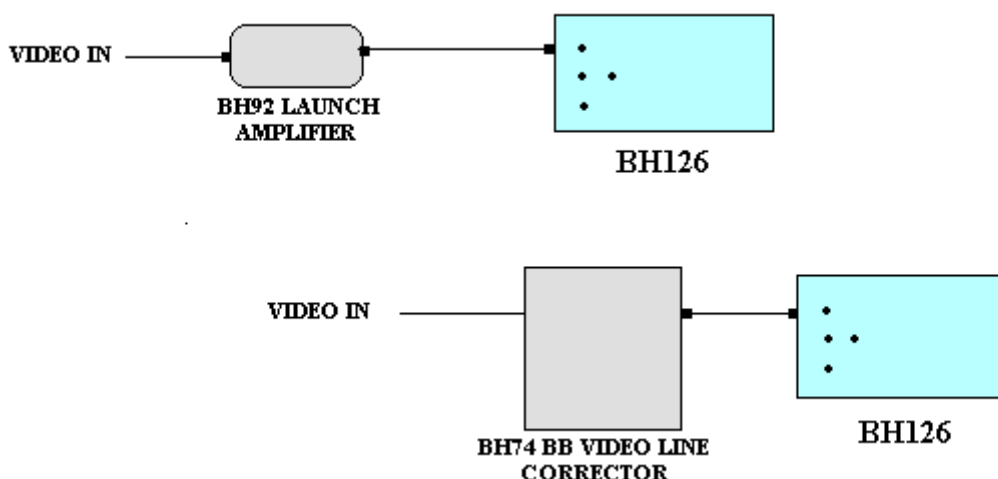 VIDEO IN
BH92 LAUNCH
AMPLIFIER
BH126
VIDEO IN
BH74 BB VIDEO LINE
CORRECTOR
BH126